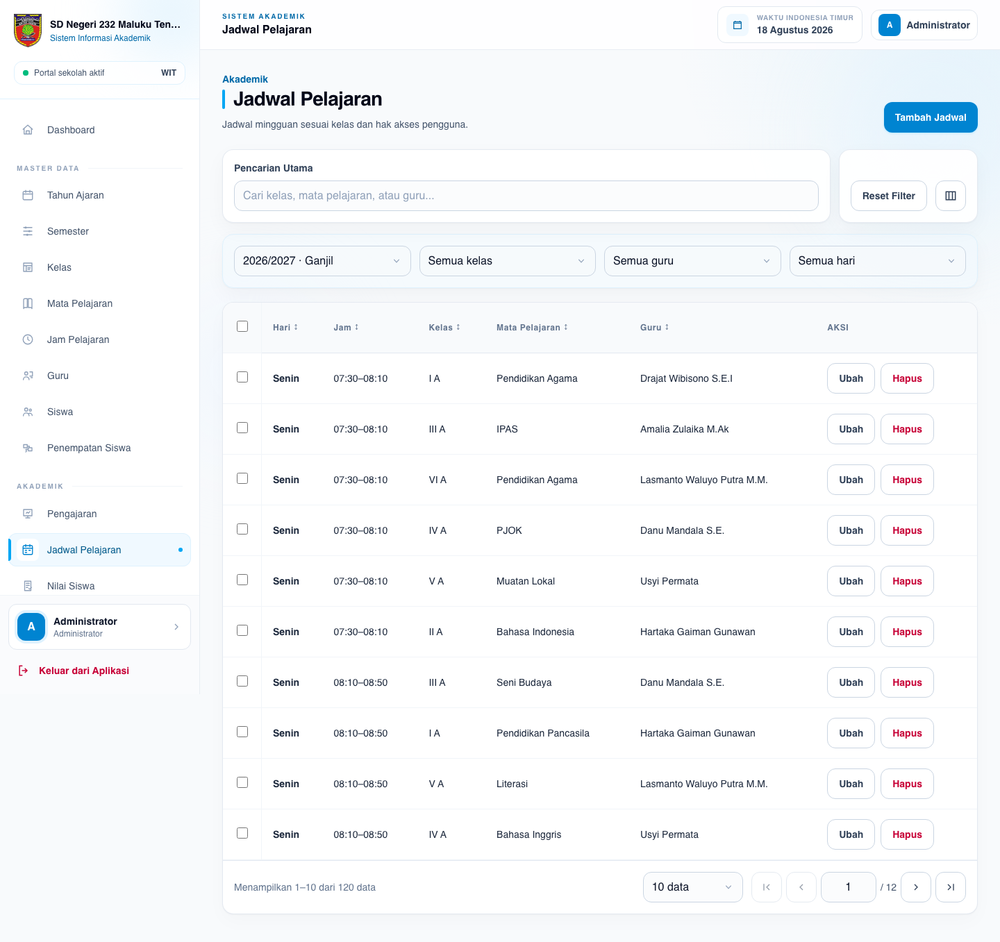 SD Negeri 232 Maluku Ten...
Sistem Informasi Akademik
Portal sekolah aktif WIT
Dashboard
MASTER DATA
Tahun Ajaran
Semester
Kelas
Mata Pelajaran
Jam Pelajaran
Guru
Siswa
Penempatan Siswa
AKADEMIK
Pengajaran
Jadwal Pelajaran
Nilai Siswa
A Administrator
Administrator
Keluar dari Aplikasi
SISTEM AKADEMIK
Jadwal Pelajaran
WAKTU INDONESIA TIMUR
18 Agustus 2026
A Administrator
Akademik
Jadwal Pelajaran
Jadwal mingguan sesuai kelas dan hak akses pengguna.
Tambah Jadwal
Pencarian Utama
Cari kelas, mata pelajaran, atau guru...
Reset Filter
2026/2027 · Ganjil Semua kelas Semua guru Semua hari
Hari ↕ Jam ↕ Kelas ↕ Mata Pelajaran ↕ Guru ↕ AKSI
Senin 07:30–08:10 I A Pendidikan Agama Drajat Wibisono S.E.I Ubah Hapus
Senin 07:30–08:10 III A IPAS Amalia Zulaika M.Ak Ubah Hapus
Senin 07:30–08:10 VI A Pendidikan Agama Lasmanto Waluyo Putra M.M. Ubah Hapus
Senin 07:30–08:10 IV A PJOK Danu Mandala S.E. Ubah Hapus
Senin 07:30–08:10 V A Muatan Lokal Usyi Permata Ubah Hapus
Senin 07:30–08:10 II A Bahasa Indonesia Hartaka Gaiman Gunawan Ubah Hapus
Senin 08:10–08:50 III A Seni Budaya Danu Mandala S.E. Ubah Hapus
Senin 08:10–08:50 I A Pendidikan Pancasila Hartaka Gaiman Gunawan Ubah Hapus
Senin 08:10–08:50 V A Literasi Lasmanto Waluyo Putra M.M. Ubah Hapus
Senin 08:10–08:50 IV A Bahasa Inggris Usyi Permata Ubah Hapus
Menampilkan 1–10 dari 120 data 10 data 1 / 12